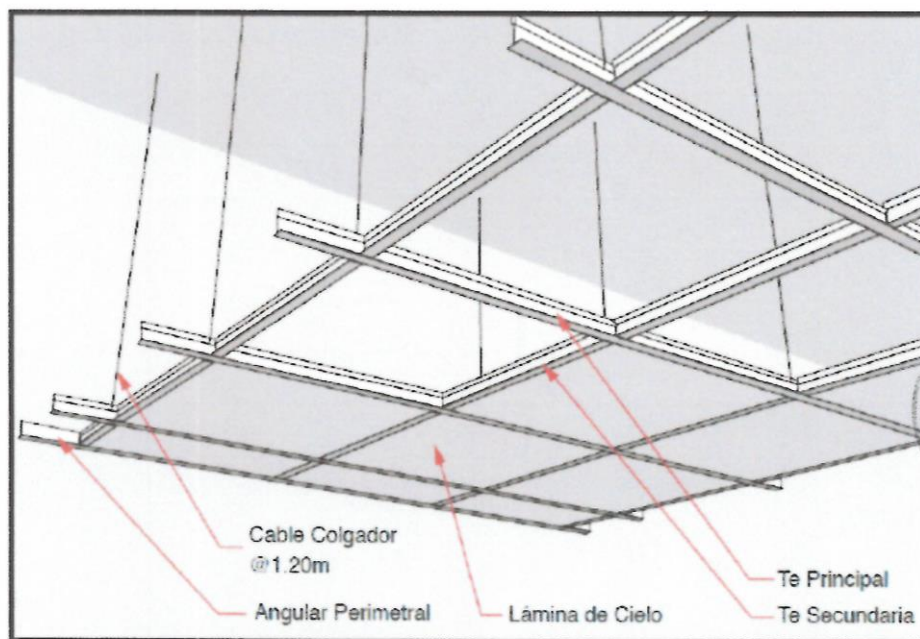 Cable Colgador
@1.20m
Angular Perimetral
Lámina de Cielo
Te Principal
Te Secundaria